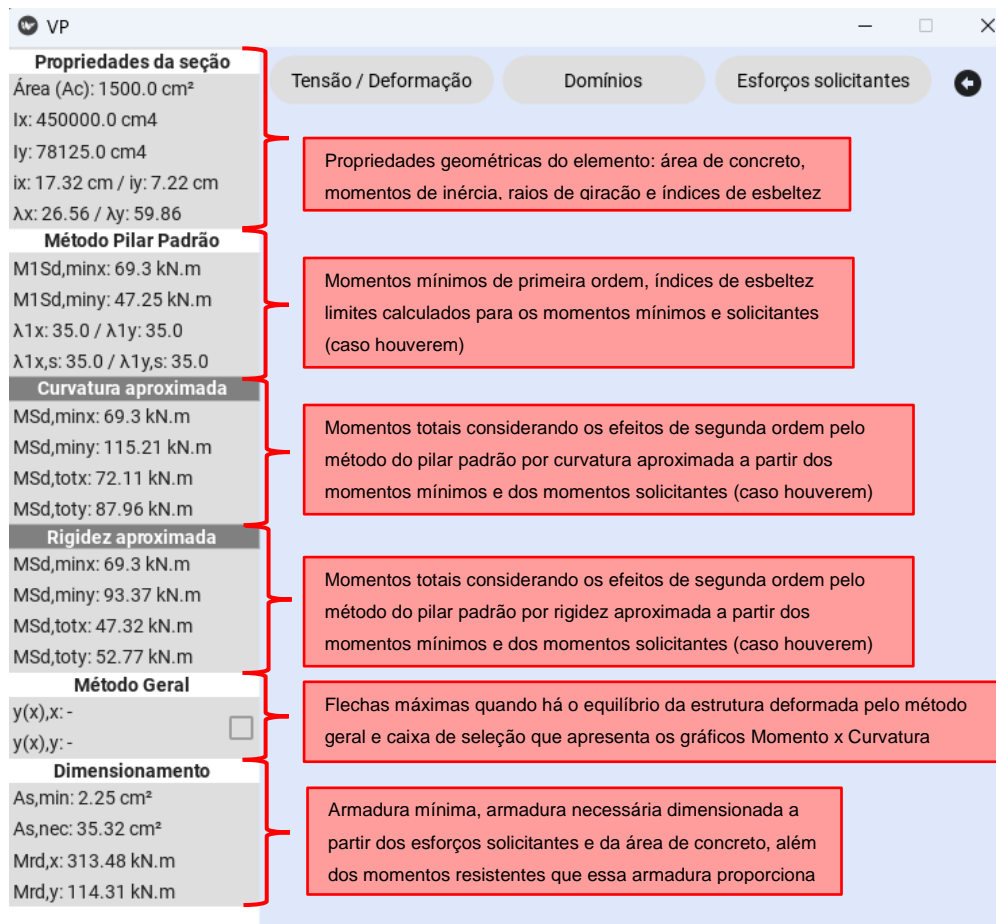 VP
Propriedades da seção
Área (Ac): 1500.0 cm²
Ix: 450000.0 cm4
Iy: 78125.0 cm4
ix: 17.32 cm / iy: 7.22 cm
λx: 26.56 / λy: 59.86
Método Pilar Padrão
M1Sd,minx: 69.3 kN.m
M1Sd,miny: 47.25 kN.m
λ1x: 35.0 / λ1y: 35.0
λ1x,s: 35.0 / λ1y,s: 35.0
Curvatura aproximada
MSd,minx: 69.3 kN.m
MSd,miny: 115.21 kN.m
MSd,totx: 72.11 kN.m
MSd,toty: 87.96 kN.m
Rigidez aproximada
MSd,minx: 69.3 kN.m
MSd,miny: 93.37 kN.m
MSd,totx: 47.32 kN.m
MSd,toty: 52.77 kN.m
Método Geral
y(x),x: -
y(x),y: -
Dimensionamento
As,min: 2.25 cm²
As,nec: 35.32 cm²
Mrd,x: 313.48 kN.m
Mrd,y: 114.31 kN.m
Tensão / Deformação
Domínios
Esforços solicitantes
Propriedades geométricas do elemento: área de concreto,
momentos de inércia, raios de giração e índices de esbeltez
Momentos mínimos de primeira ordem, índices de esbeltez
limites calculados para os momentos mínimos e solicitantes
(caso houverem)
Momentos totais considerando os efeitos de segunda ordem pelo
método do pilar padrão por curvatura aproximada a partir dos
momentos mínimos e dos momentos solicitantes (caso houverem)
Momentos totais considerando os efeitos de segunda ordem pelo
método do pilar padrão por rigidez aproximada a partir dos
momentos mínimos e dos momentos solicitantes (caso houverem)
Flechas máximas quando há o equilíbrio da estrutura deformada pelo método
geral e caixa de seleção que apresenta os gráficos Momento x Curvatura
Armadura mínima, armadura necessária dimensionada a
partir dos esforços solicitantes e da área de concreto, além
dos momentos resistentes que essa armadura proporciona